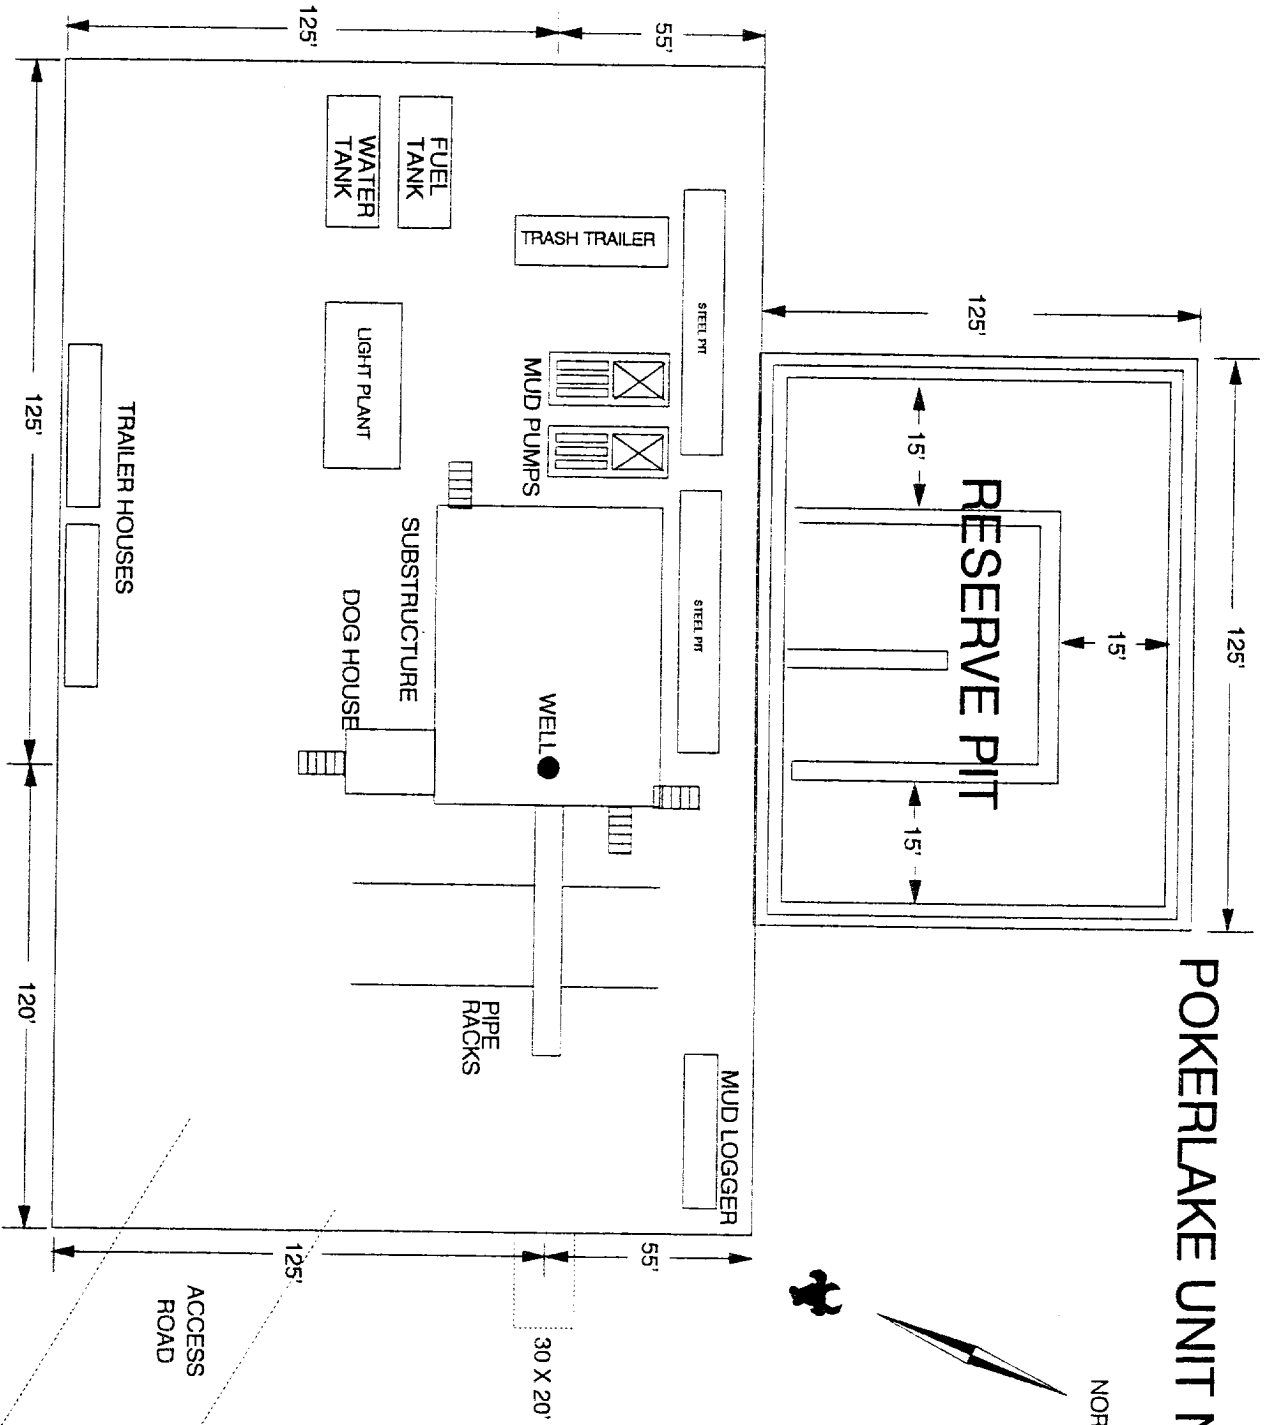 POKERLAKE UNIT N
NOR
125'
125'
RESERVE PIT
15'
15'
15'
55'
125'
STEEL PIT
STEEL PIT
TRASH TRAILER
MUD PUMPS
FUEL
TANK
WATER
TANK
LIGHT PLANT
SUBSTRUCTURE
DOG HOUSE
WELL
PIPE
RACKS
MUD LOGGER
TRAILER HOUSES
125'
120'
55'
125'
30 X 20'
ACCESS
ROAD